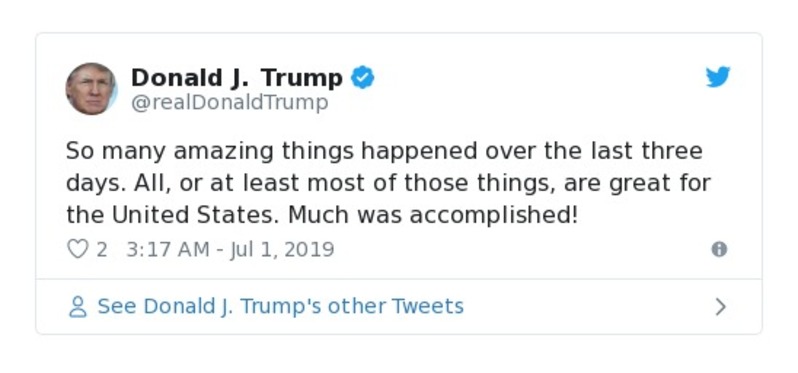 Donald J. Trump
@realDonaldTrump
So many amazing things happened over the last three
days. All, or at least most of those things, are great for
the United States. Much was accomplished!
2 3:17 AM - Jul 1, 2019
See Donald J. Trump's other Tweets